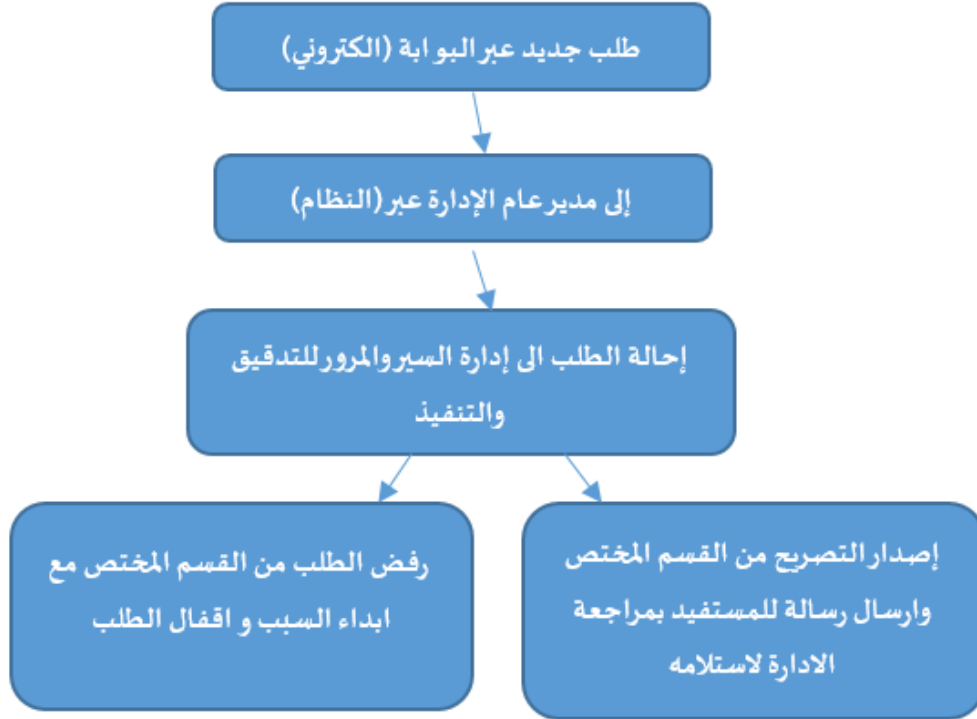 طلب جديد عبر البوابة (الكتروني)
إلى مدير عام الإدارة عبر (النظام)
إحالة الطلب الى إدارة السير والمرور للتدقيق
والتنفيذ
إصدار التصريح من القسم المختص
وارسال رسالة للمستفيد بمراجعة
الادارة لاستلامه
رفض الطلب من القسم المختص مع
ابداء السبب و اقفال الطلب